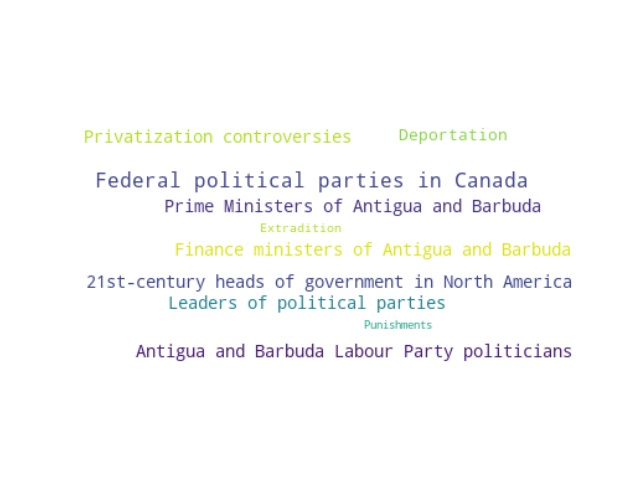 Privatization controversies
Deportation
Federal political parties in Canada
Prime Ministers of Antigua and Barbuda
Extradition
Finance ministers of Antigua and Barbuda
21st-century heads of government in North America
Leaders of political parties
Punishments
Antigua and Barbuda Labour Party politicians